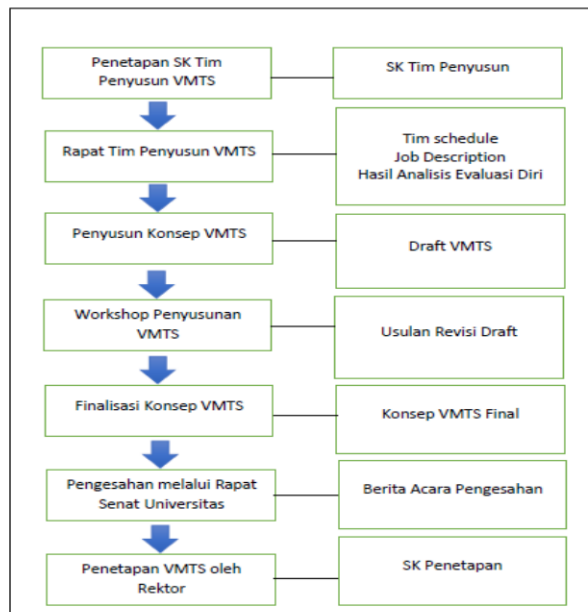 Penetapan SK Tim
Penyusun VMTS
SK Tim Penyusun
Rapat Tim Penyusun VMTS
Tim schedule
Job Description
Hasil Analisis Evaluasi Diri
Penyusun Konsep VMTS
Draft VMTS
Workshop Penyusunan
VMTS
Usulan Revisi Draft
Finalisasi Konsep VMTS
Konsep VMTS Final
Pengesahan melalui Rapat
Senat Universitas
Berita Acara Pengesahan
Penetapan VMTS oleh
Rektor
SK Penetapan